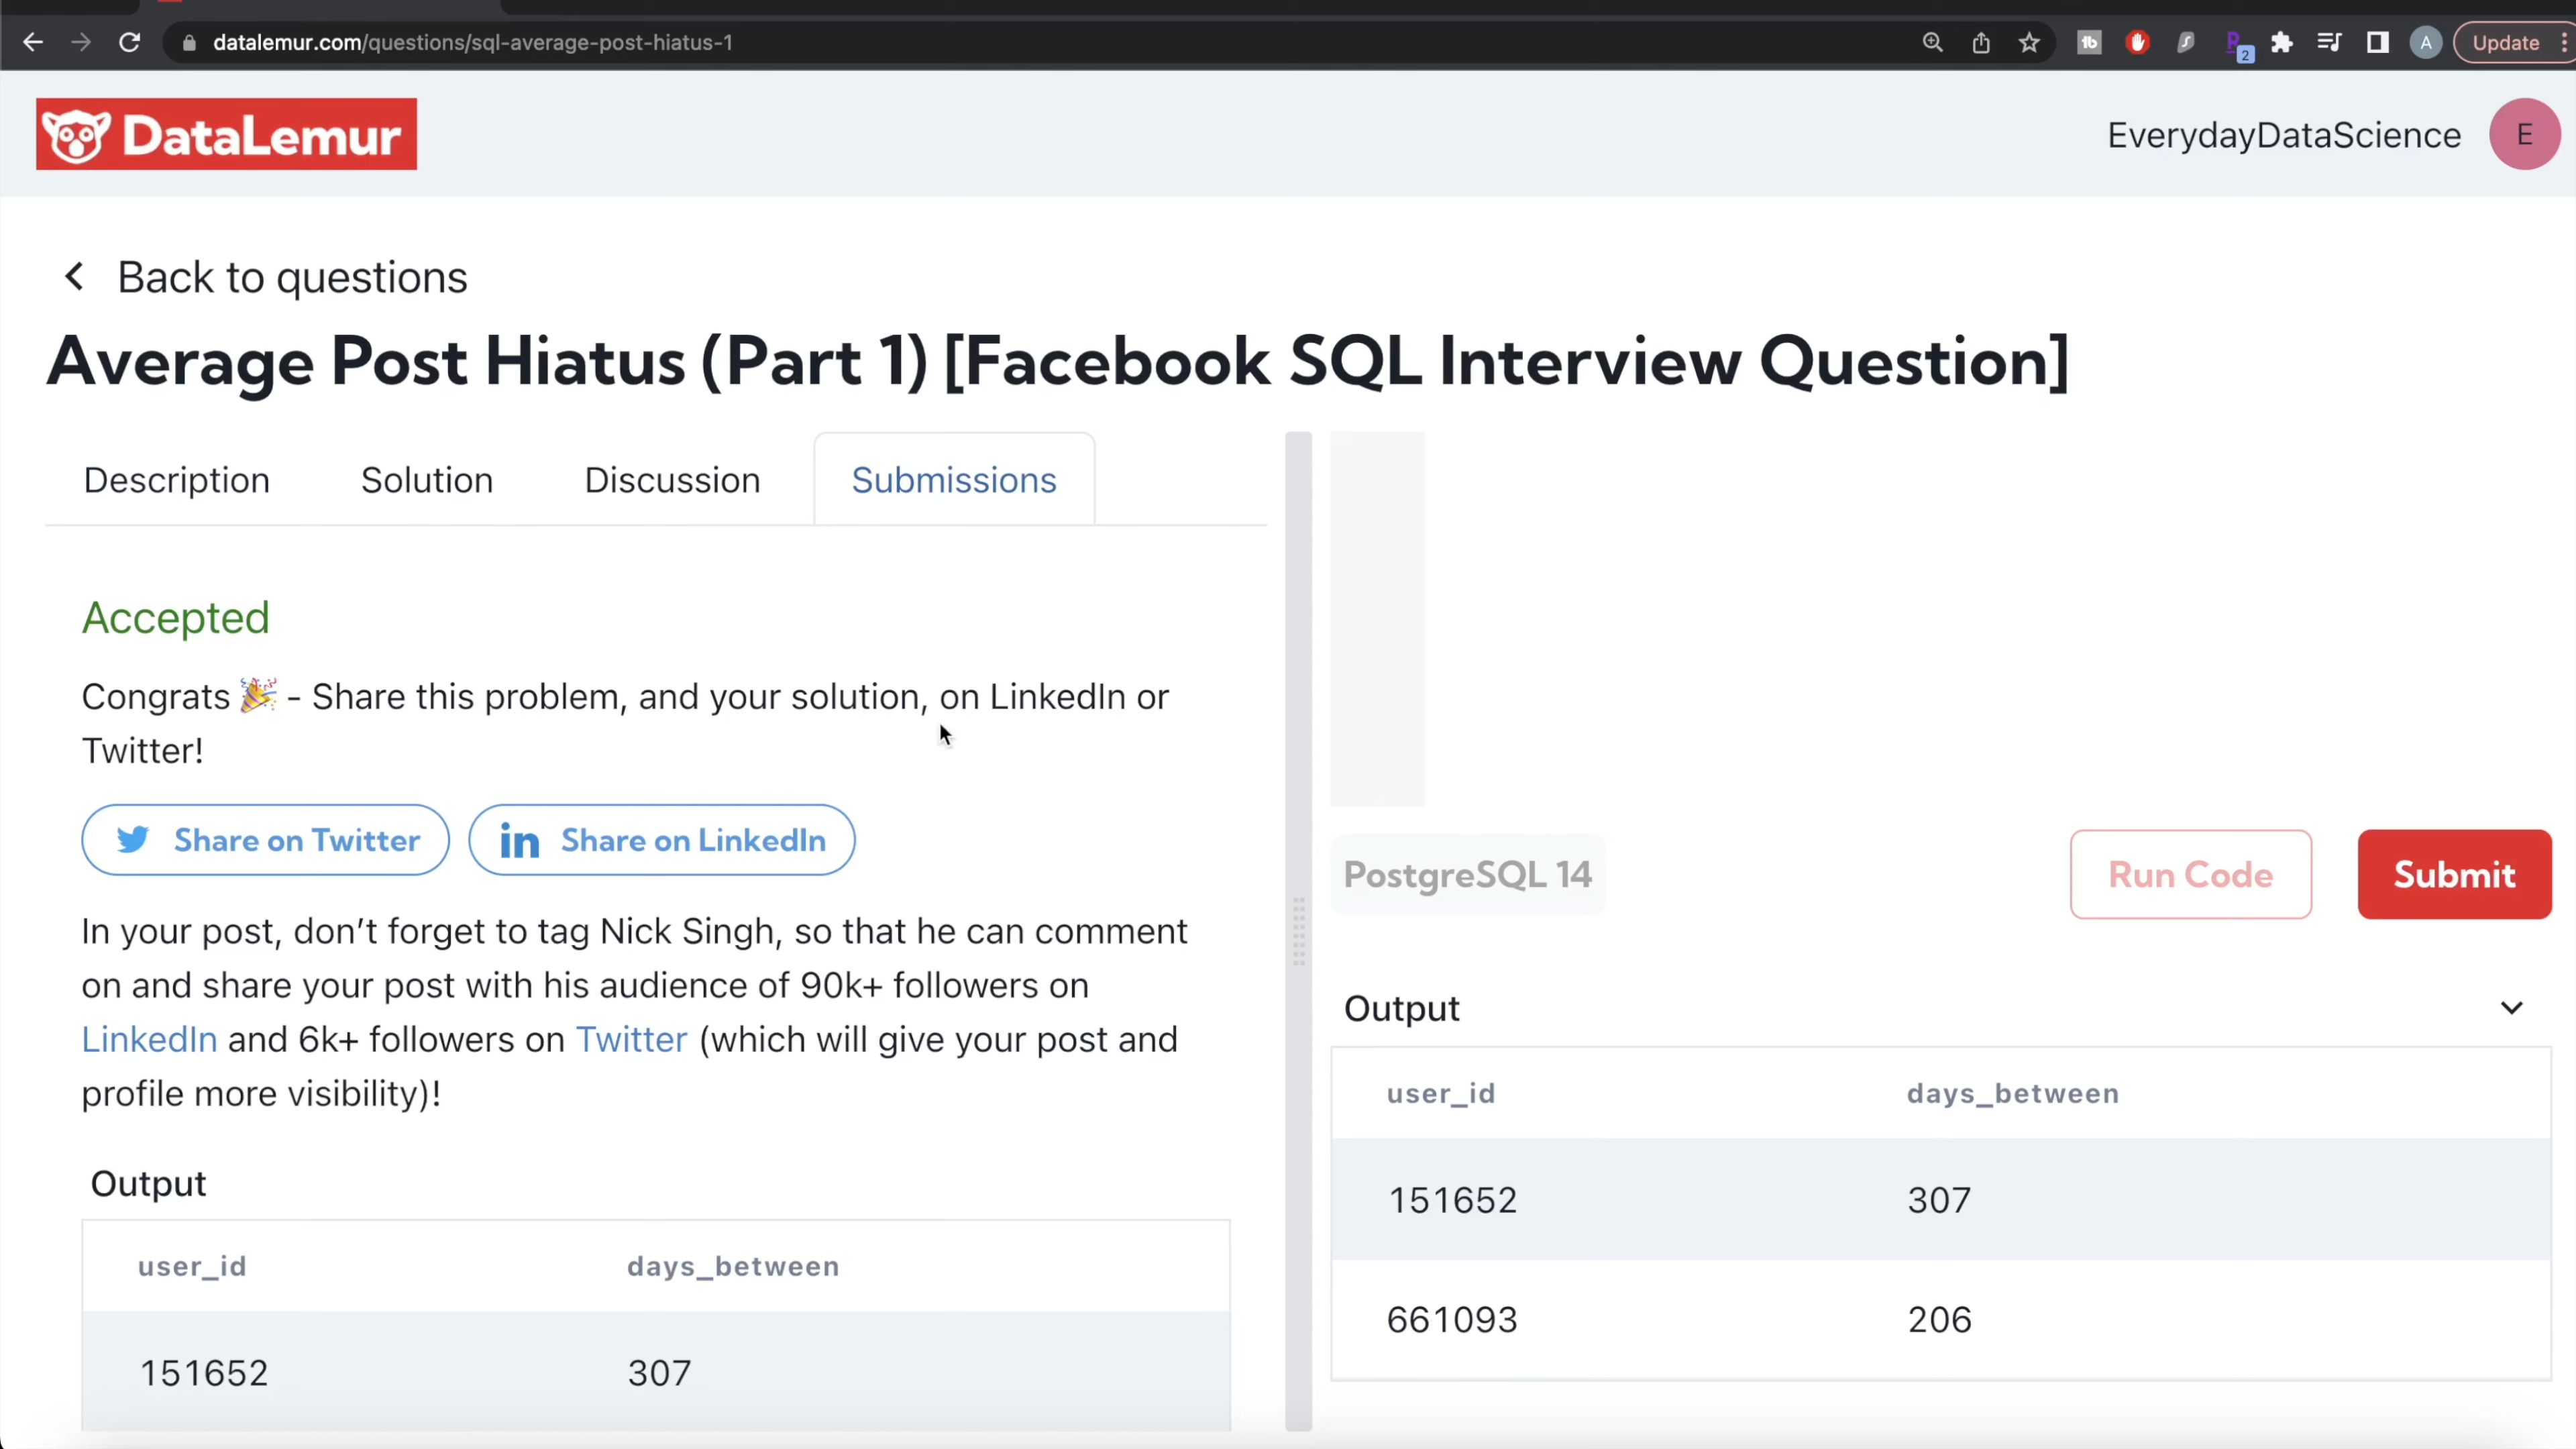 datalemur.com/questions/sql-average-post-hiatus-1
tb
2
A
Update
DataLemur
EverydayDataScience
E
Back to questions
Average Post Hiatus (Part 1) [Facebook SQL Interview Question]
Description
Solution
Discussion
Submissions
Accepted
Congrats 🎉 - Share this problem, and your solution, on LinkedIn or
Twitter!
Share on Twitter
in Share on LinkedIn
In your post, don’t forget to tag Nick Singh, so that he can comment
on and share your post with his audience of 90k+ followers on
LinkedIn and 6k+ followers on Twitter (which will give your post and
profile more visibility)!
Output
user_id days_between
151652 307
PostgreSQL 14
Run Code
Submit
Output
user_id days_between
151652 307
661093 206